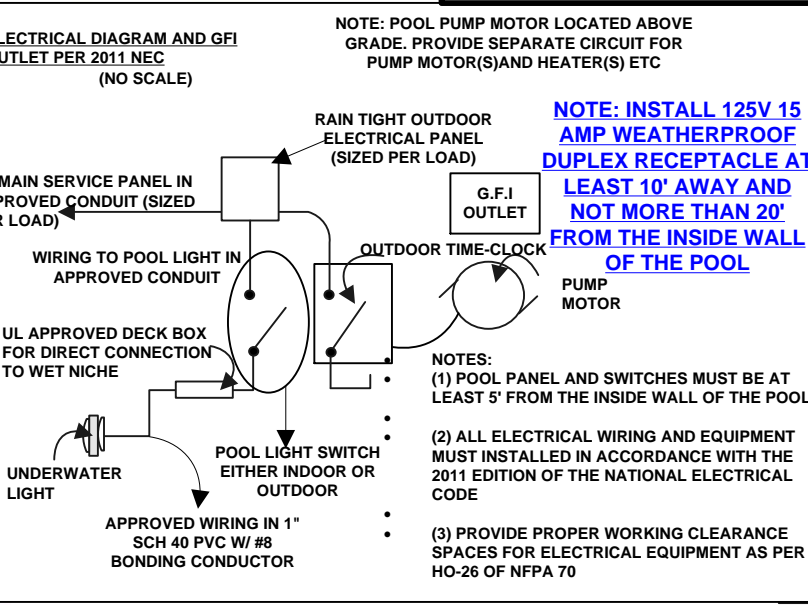 LECTRICAL DIAGRAM AND GFI
UTLET PER 2011 NEC
(NO SCALE)
NOTE: POOL PUMP MOTOR LOCATED ABOVE
GRADE. PROVIDE SEPARATE CIRCUIT FOR
PUMP MOTOR(S)AND HEATER(S) ETC
RAIN TIGHT OUTDOOR
ELECTRICAL PANEL
(SIZED PER LOAD)
NOTE: INSTALL 125V 15
AMP WEATHERPROOF
DUPLEX RECEPTACLE AT
LEAST 10' AWAY AND
NOT MORE THAN 20'
FROM THE INSIDE WALL
OF THE POOL
MAIN SERVICE PANEL IN
PROVED CONDUIT (SIZED
R LOAD)
G.F.I
OUTLET
WIRING TO POOL LIGHT IN
APPROVED CONDUIT
OUTDOOR TIME-CLOCK
PUMP
MOTOR
UL APPROVED DECK BOX
FOR DIRECT CONNECTION
TO WET NICHE
UNDERWATER
LIGHT
POOL LIGHT SWITCH
EITHER INDOOR OR
OUTDOOR
APPROVED WIRING IN 1"
SCH 40 PVC W/ #8
BONDING CONDUCTOR
NOTES:
(1) POOL PANEL AND SWITCHES MUST BE AT
LEAST 5' FROM THE INSIDE WALL OF THE POOL
(2) ALL ELECTRICAL WIRING AND EQUIPMENT
MUST INSTALLED IN ACCORDANCE WITH THE
2011 EDITION OF THE NATIONAL ELECTRICAL
CODE
(3) PROVIDE PROPER WORKING CLEARANCE
SPACES FOR ELECTRICAL EQUIPMENT AS PER
HO-26 OF NFPA 70